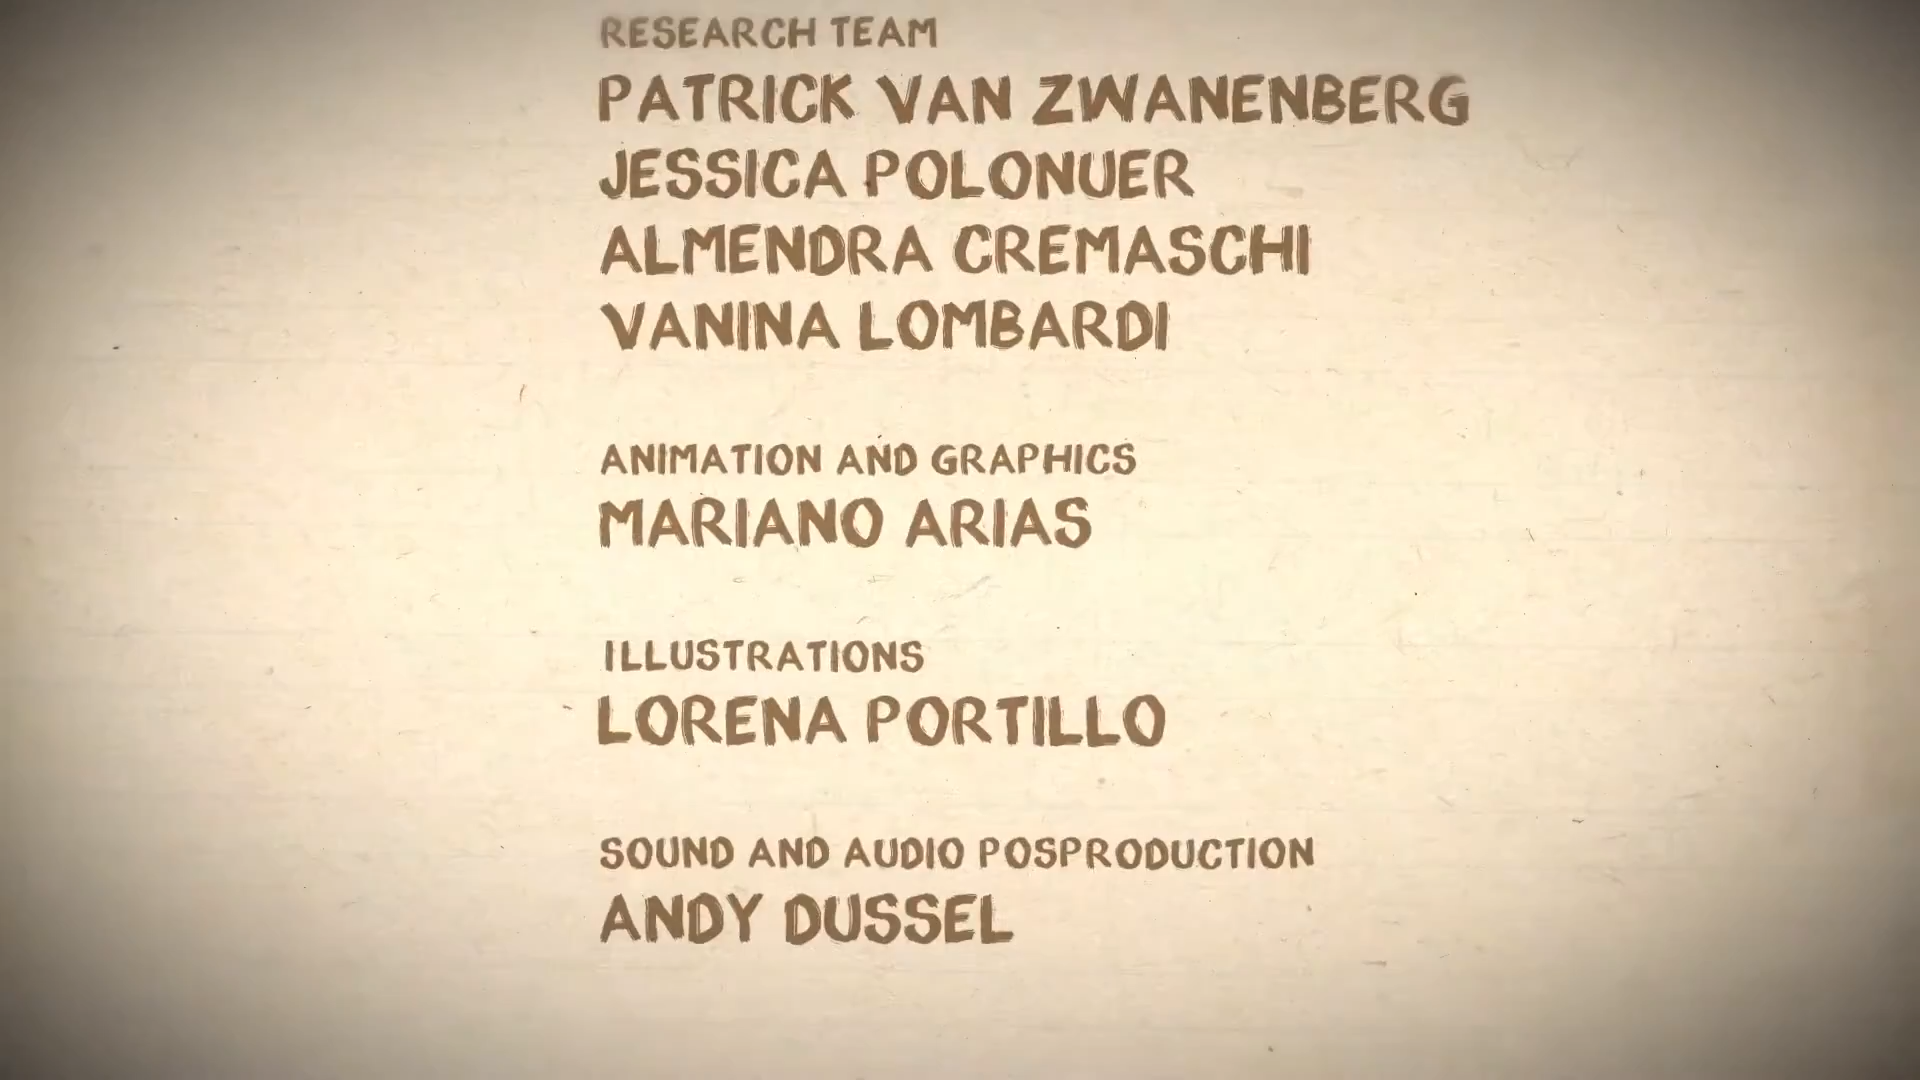 RESEARCH TEAM
PATRICK VAN ZWANENBERG
JESSICA POLONUER
ALMENDRA CREMASCHI
VANINA LOMBARDI
ANIMATION AND GRAPHICS
MARIANO ARIAS
ILLUSTRATIONS
LORENA PORTILLO
SOUND AND AUDIO POSPRODUCTION
ANDY DUSSEL